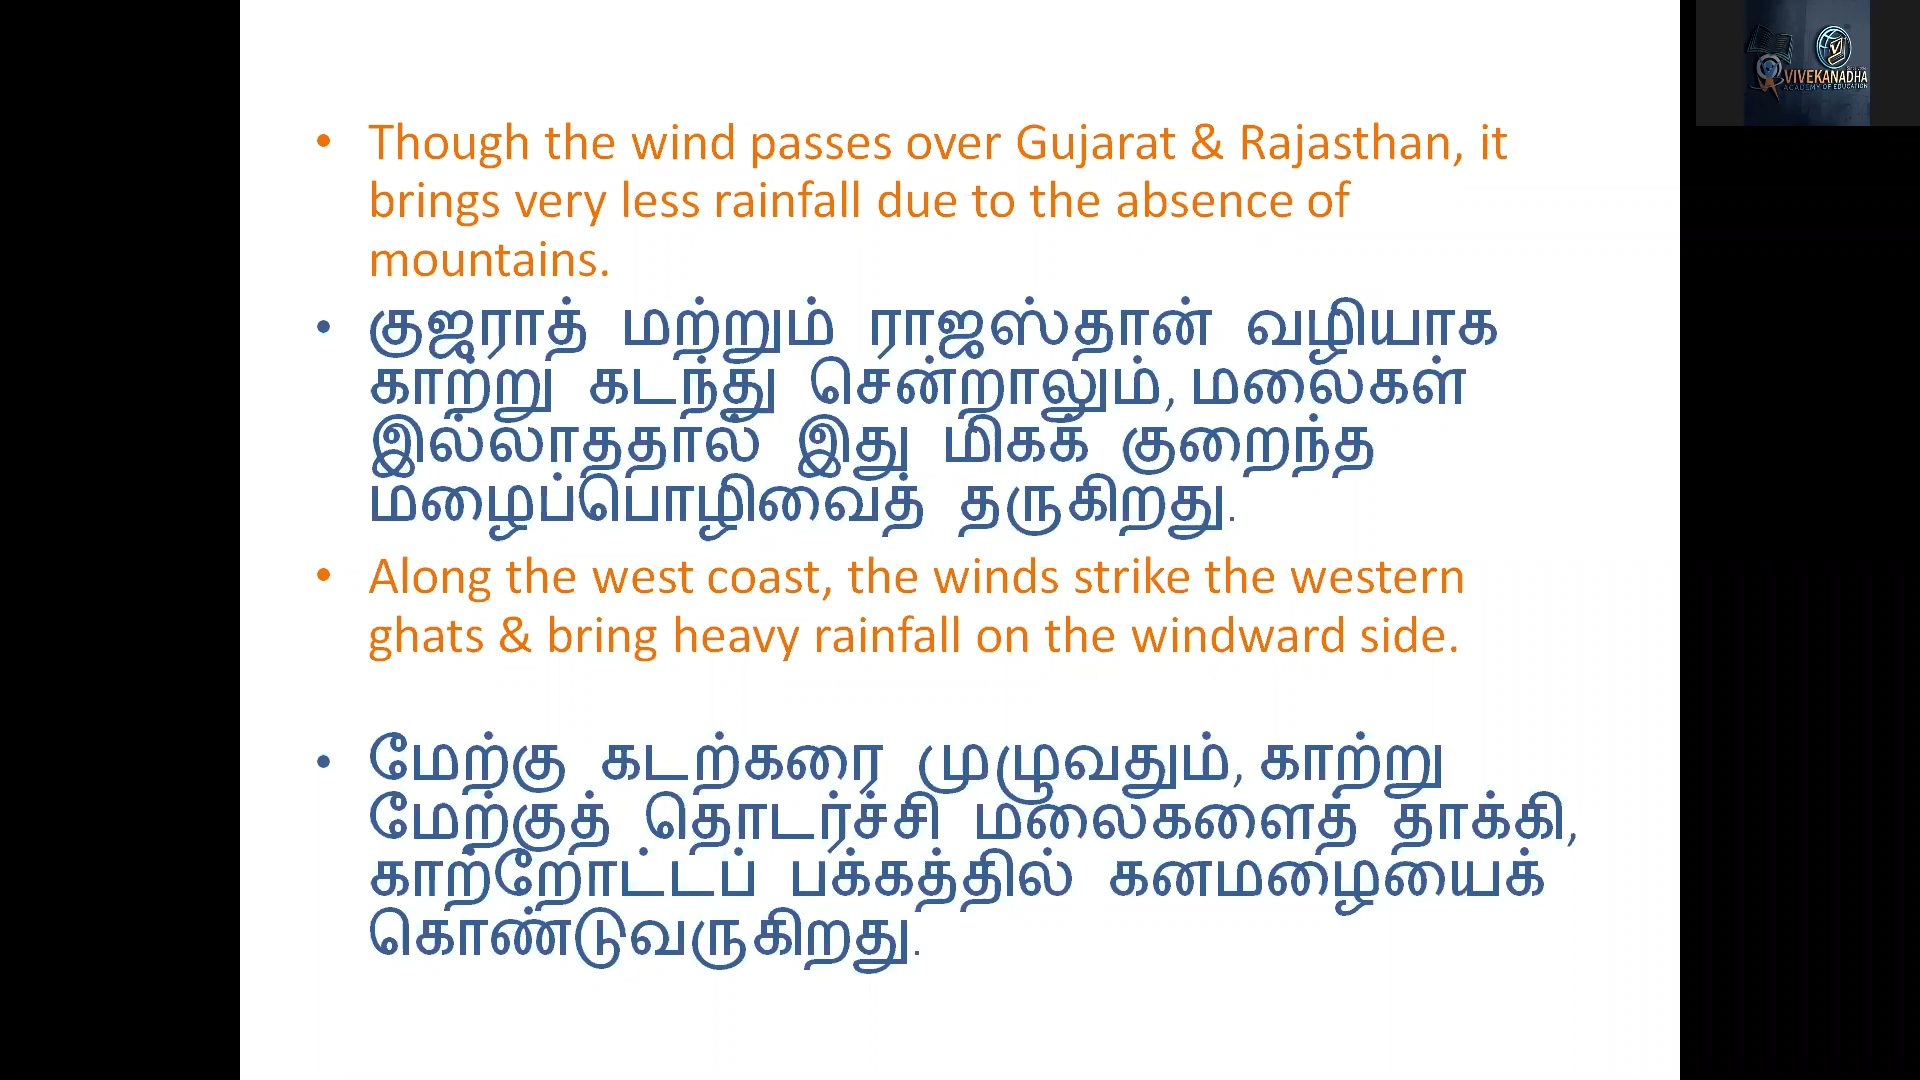 VIVEKANADHA
ACADEMY OF EDUCATION
• Though the wind passes over Gujarat & Rajasthan, it
brings very less rainfall due to the absence of
mountains.
• குஜராத் மற்றும் ராஜஸ்தான் வழியாக
காற்று கடந்து சென்றாலும், மலைகள்
இல்லாததால் இது மிகக் குறைந்த
மழைப்பொழிவைத் தருகிறது.
• Along the west coast, the winds strike the western
ghats & bring heavy rainfall on the windward side.
• மேற்கு கடற்கரை முழுவதும், காற்று
மேற்குத் தொடர்ச்சி மலைகளைத் தாக்கி,
காற்றோட்டப் பக்கத்தில் கனமழையைக்
கொண்டுவருகிறது.